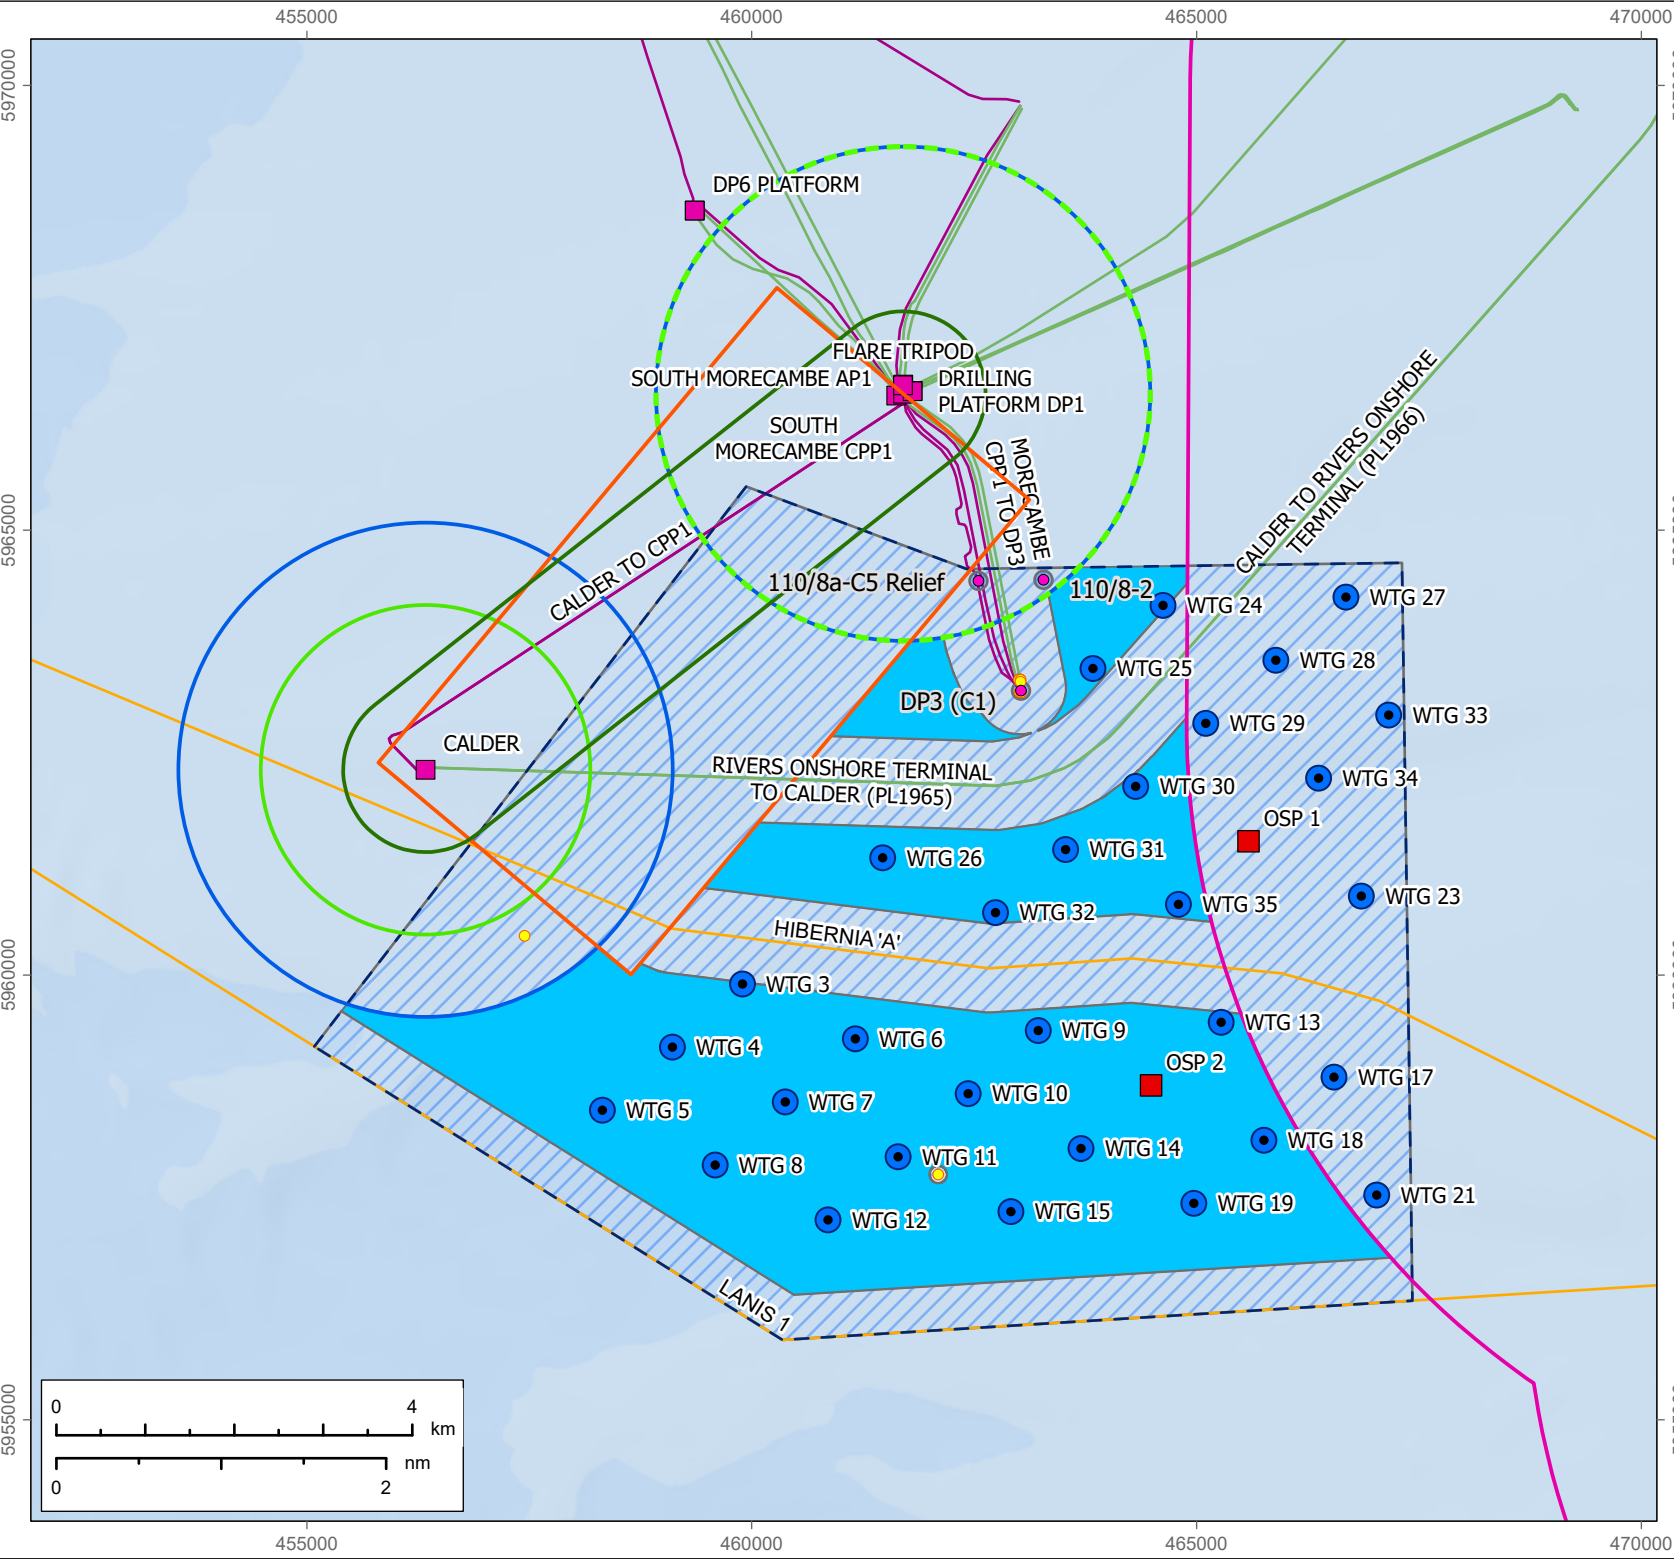 455000
460000
465000
470000
5970000
DP6 PLATFORM
FLARE TRIPOD
SOUTH MORECAMBE AP1
DRILLING
PLATFORM DP1
SOUTH
MORECAMBE CPP1
MORECAMBE
CPP1 TO DP3
CALDER TO RIVERS ONSHORE
TERMINAL (PL1966)
5965000
CALDER TO CPP1
110/8a-C5 Relief
110/8-2
WTG 24
WTG 27
WTG 25
WTG 28
DP3 (C1)
WTG 29
WTG 33
CALDER
RIVERS ONSHORE TERMINAL
TO CALDER (PL1965)
WTG 30
WTG 34
OSP 1
WTG 26
WTG 31
WTG 32
WTG 35
WTG 23
HIBERNIA 'A'
5960000
WTG 3
WTG 13
WTG 4
WTG 6
WTG 9
OSP 2
WTG 17
WTG 5
WTG 7
WTG 10
WTG 18
WTG 8
WTG 11
WTG 14
WTG 21
WTG 12
WTG 15
WTG 19
LANIS 1
5955000
0 4
km
nm
0 2
455000
460000
465000
470000